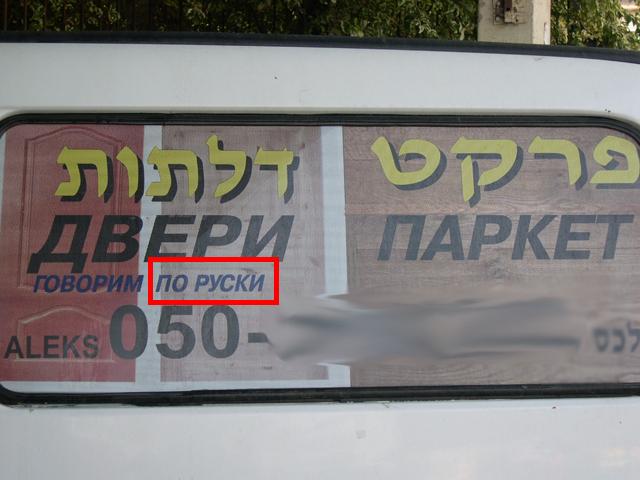 דלתות פרקט
ДВЕРИ ПАРКЕТ
ГОВОРИМ ПО РУСКИ
ALEKS 050-